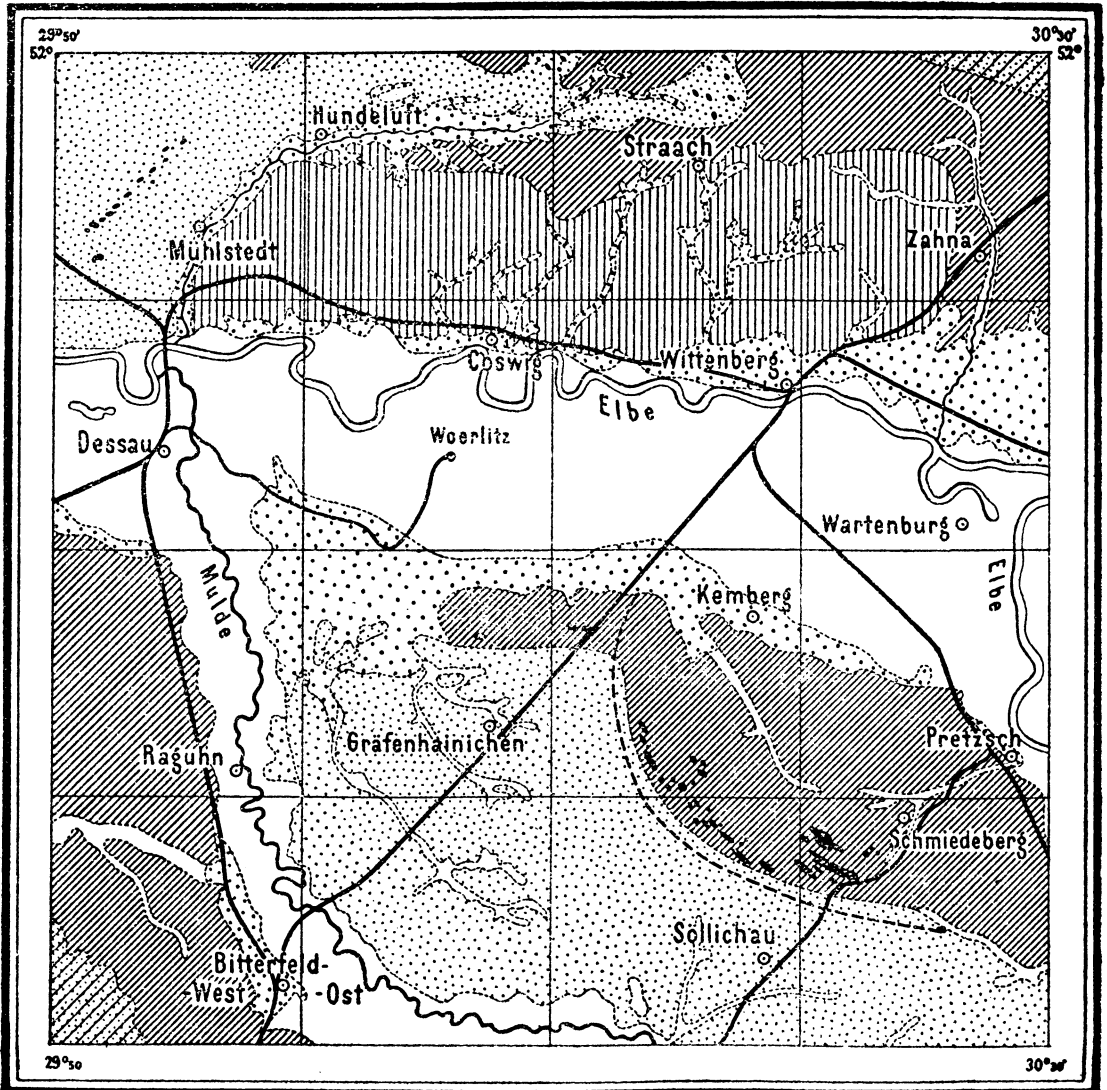 29°50'
30°30'
52°
52°
Hundeluft
Straach
Zahna
Mühlstedt
Coswig
Wittenberg
Elbe
Woerlitz
Dessau
Wartenburg
Elbe
Mulde
Kemberg
Gräfenhainichen
Pretzsch
Raguhn
Schmiedeberg
Söllichau
Bitterfeld-
-West
-Ost
29°50
30°30'